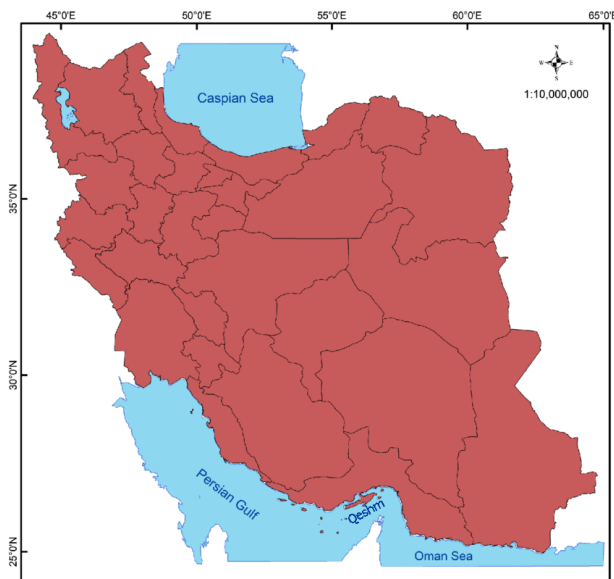 45°0'E 50°0'E 55°0'E 60°0'E 65°0'E
N
W E
S
1:10,000,000
Caspian Sea
35°0'N
30°0'N
Persian Gulf
Qeshm
Oman Sea
25°0'N